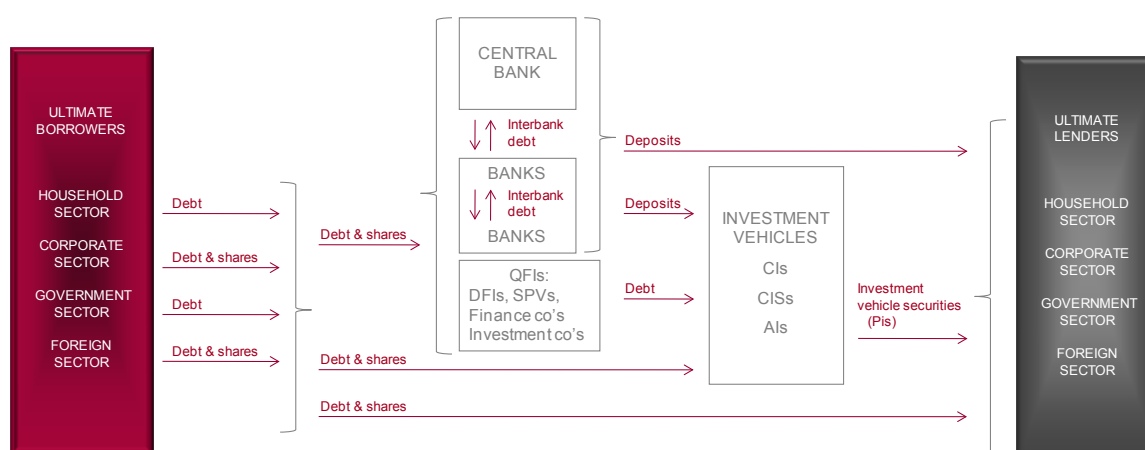 ULTIMATE
BORROWERS
HOUSEHOLD
SECTOR
CORPORATE
SECTOR
GOVERNMENT
SECTOR
FOREIGN
SECTOR
Debt
Debt & shares
Debt
Debt & shares
Debt & shares
Debt & shares
Debt & shares
CENTRAL
BANK
Interbank
debt
BANKS
Interbank
debt
BANKS
QFIs:
DFIs, SPVs,
Finance co's
Investment co's
Deposits
Deposits
Debt
INVESTMENT
VEHICLES
CIs
CISs
AIs
Investment
vehicle securities
(PIs)
ULTIMATE
LENDERS
HOUSEHOLD
SECTOR
CORPORATE
SECTOR
GOVERNMENT
SECTOR
FOREIGN
SECTOR